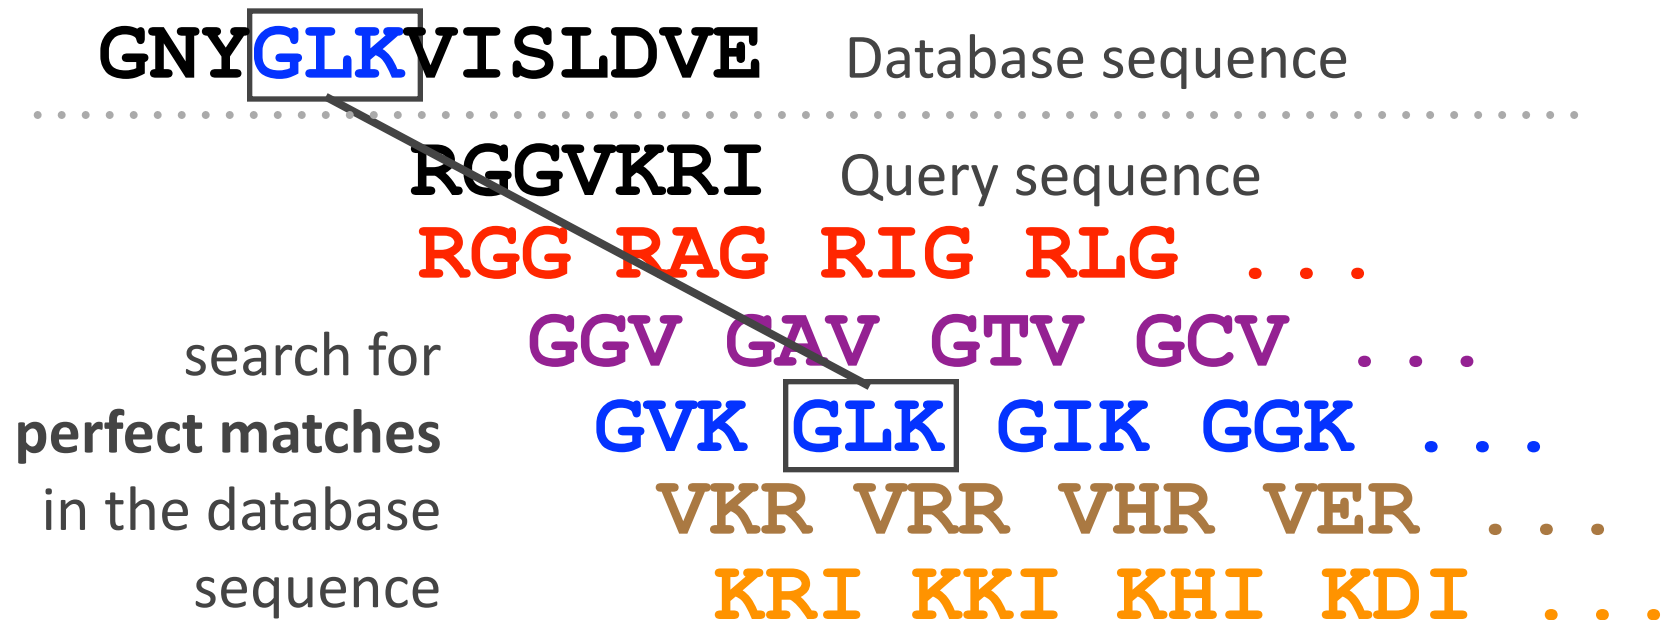 GNYGLKVISLDVE Database sequence
RGGVKRI Query sequence
RGG RAG RIG RLG ...
GGV GAV GTV GCV ...
GVK GLK GIK GGK ...
VKR VRR VHR VER ...
KRI KKI KHI KDI ...
search for
perfect matches
in the database
sequence